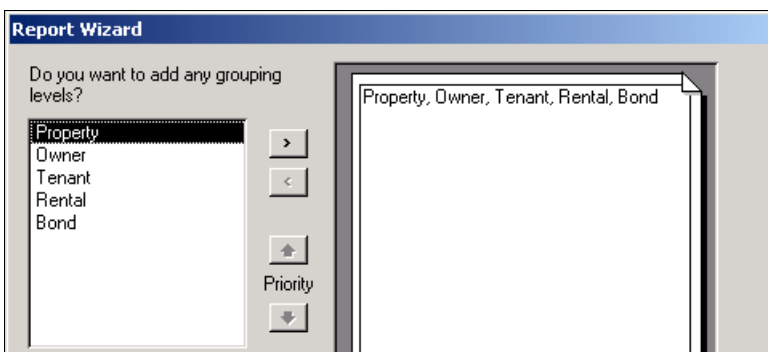 Report Wizard
Do you want to add any grouping
levels?
Property
Owner
Tenant
Rental
Bond
>
<
Priority
Property, Owner, Tenant, Rental, Bond